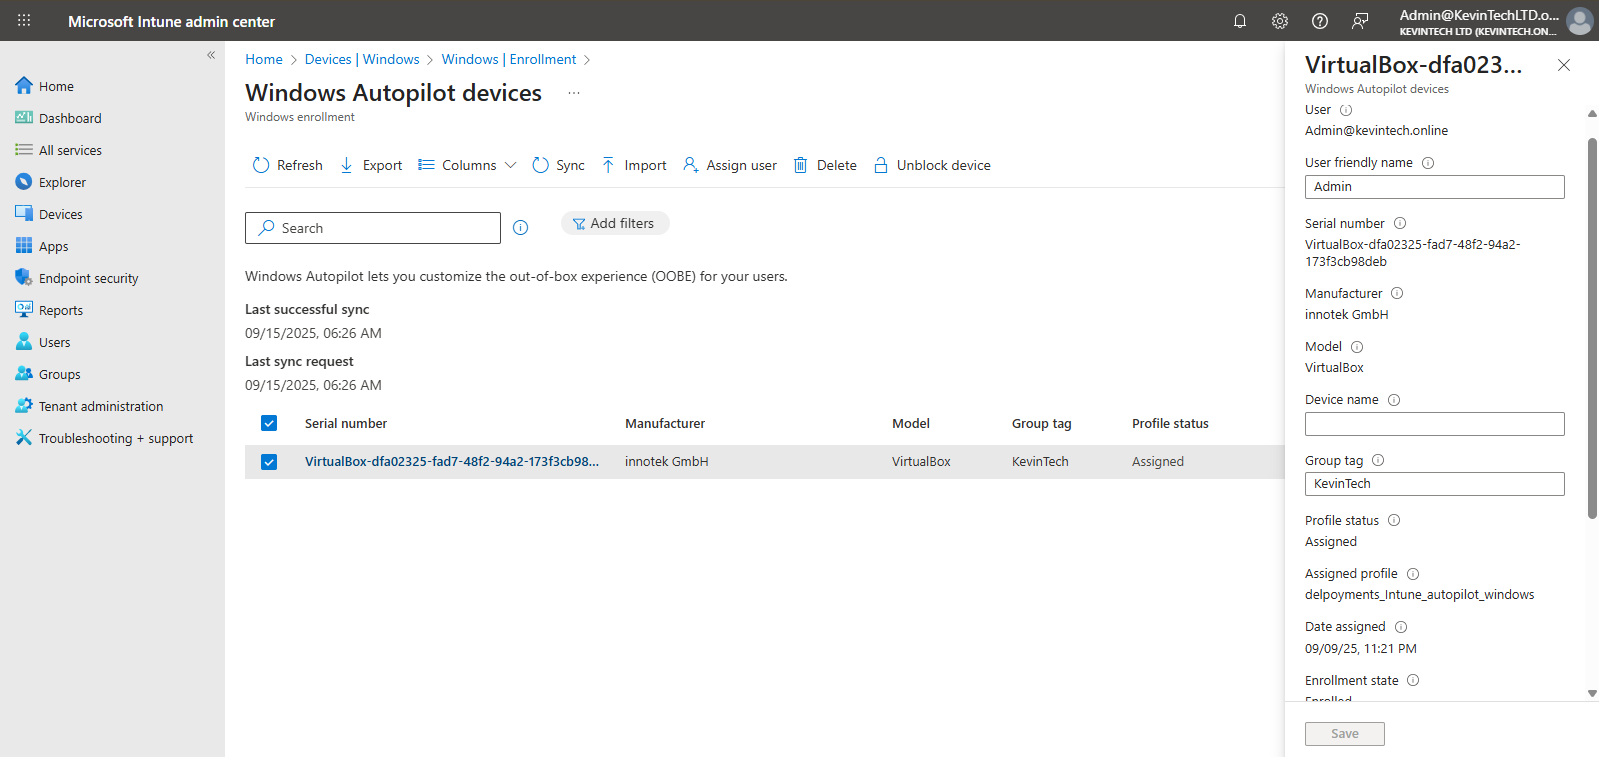 Microsoft Intune admin center
Admin@KevinTechLTD.o...
KEVINTECH LTD (KEVINTECH.ON...
Home
Dashboard
All services
Explorer
Devices
Apps
Endpoint security
Reports
Users
Groups
Tenant administration
Troubleshooting + support
Home > Devices | Windows > Windows | Enrollment >
Windows Autopilot devices ...
Windows enrollment
Refresh Export Columns Sync Import Assign user Delete Unblock device
Search
Add filters
Windows Autopilot lets you customize the out-of-box experience (OOBE) for your users.
Last successful sync
09/15/2025, 06:26 AM
Last sync request
09/15/2025, 06:26 AM
Serial number Manufacturer Model Group tag Profile status
VirtualBox-dfa02325-fad7-48f2-94a2-173f3cb98... innotek GmbH VirtualBox KevinTech Assigned
VirtualBox-dfa023...
Windows Autopilot devices
User
Admin@kevintech.online
User friendly name
Admin
Serial number
VirtualBox-dfa02325-fad7-48f2-94a2-
173f3cb98deb
Manufacturer
innotek GmbH
Model
VirtualBox
Device name
Group tag
KevinTech
Profile status
Assigned
Assigned profile
delpoyments_Intune_autopilot_windows
Date assigned
09/09/25, 11:21 PM
Enrollment state
Enrolled
Save